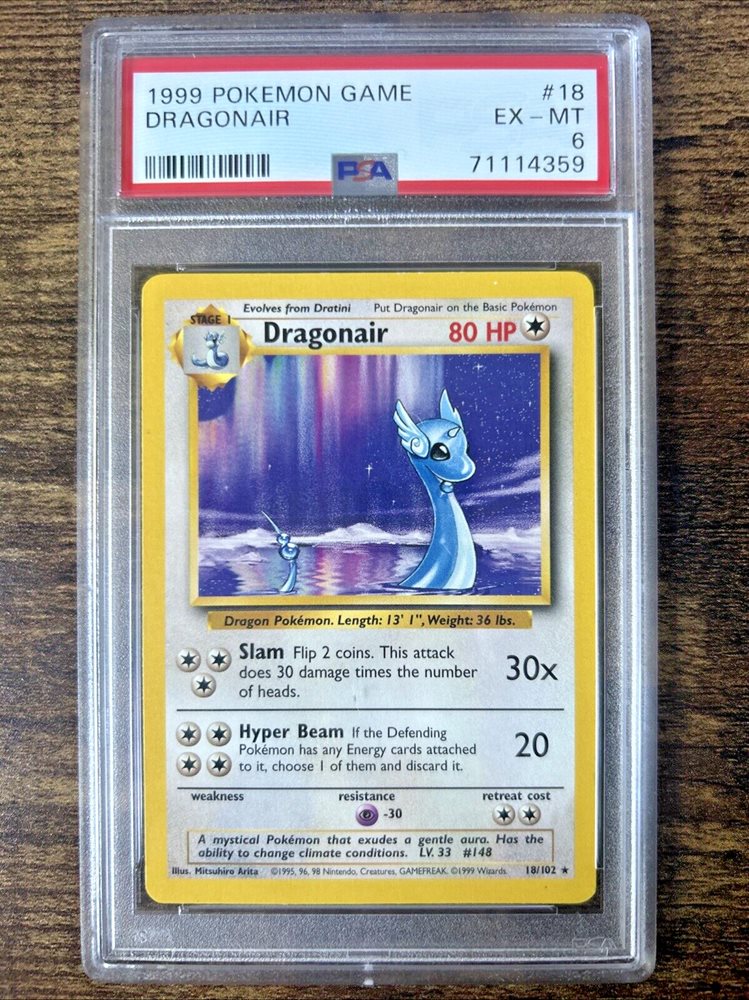 1999 POKEMON GAME #18
DRAGONAIR EX - MT
6
PSA 71114359
Evolves from Dratini Put Dragonair on the Basic Pokémon
STAGE 1
Dragonair 80 HP
Dragon Pokémon. Length: 13' 1", Weight: 36 lbs.
Slam Flip 2 coins. This attack
does 30 damage times the number 30x
of heads.
Hyper Beam If the Defending
Pokémon has any Energy cards attached 20
to it, choose 1 of them and discard it.
weakness resistance retreat cost
-30
A mystical Pokémon that exudes a gentle aura. Has the
ability to change climate conditions. LV. 33 #148
Illus. Mitsuhiro Arita ©1995, 96, 98 Nintendo, Creatures, GAMEFREAK. ©1999 Wizards. 18/102 ★
PSA